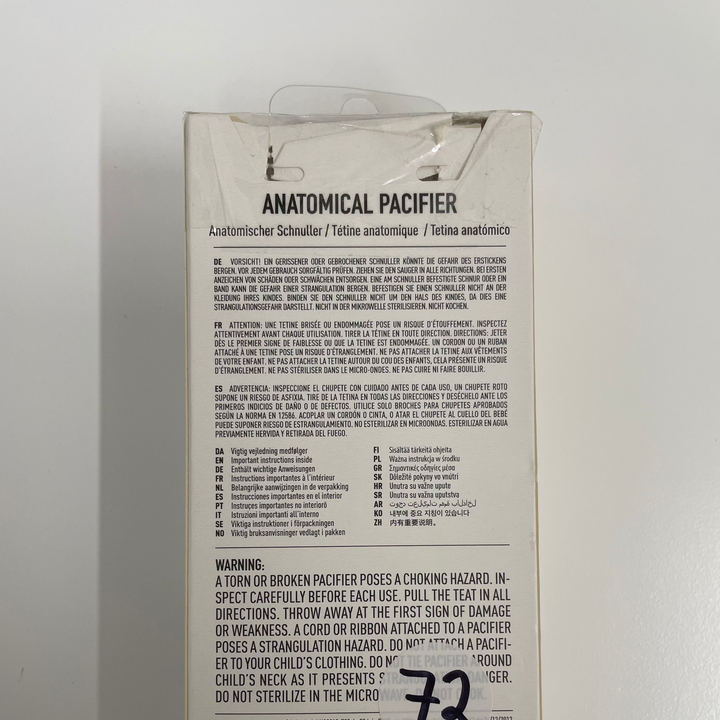 ANATOMICAL PACIFIER
Anatomischer Schnuller / Tétine anatomique / Tetina anatómico
DE VORSICHT! EIN GERISSENER ODER GEBROCHENER SCHNULLER KÖNNTE DIE GEFAHR DES ERSTICKENS
BERGEN. VOR JEDEM GEBRAUCH SORGFÄLTIG PRÜFEN. ZIEHEN SIE DEN SAUGER IN ALLE RICHTUNGEN. BEI ERSTEN
ANZEICHEN VON SCHÄDEN ODER SCHWÄCHEN ENTSORGEN. EINE AM SCHNULLER BEFESTIGTE SCHNUR ODER EIN
BAND KANN DIE GEFAHR EINER STRANGULATION BERGEN. BEFESTIGEN SIE EINEN SCHNULLER NICHT AN DER
KLEIDUNG IHRES KINDES. BINDEN SIE DEN SCHNULLER NICHT UM DEN HALS DES KINDES, DA DIES EINE
STRANGULATIONSGEFAHR DARSTELLT. NICHT IN DER MIKROWELLE STERILISIEREN. NICHT KOCHEN.
FR ATTENTION: UNE TETINE BRISÉE OU ENDOMMAGÉE POSE UN RISQUE D'ÉTOUFFEMENT. INSPECTEZ
ATTENTIVEMENT AVANT CHAQUE UTILISATION. TIRER LA TETINE EN TOUTE DIRECTION. DIRECTIONS: JETER
DÈS LE PREMIER SIGNE DE FAIBLESSE OU QUE LA TETINE EST ENDOMMAGÉE. UN CORDON OU UN RUBAN
ATTACHÉ À UNE TETINE POSE UN RISQUE D'ÉTRANGLEMENT. NE PAS ATTACHER LA TETINE AUX VÊTEMENTS
DE VOTRE ENFANT. NE PAS ATTACHER LA TETINE AUTOUR DU COU DES ENFANTS, CELA PRÉSENTE UN RISQUE
D'ÉTRANGLEMENT. NE PAS STÉRILISER DANS LE MICRO-ONDES. NE PAS CUIRE NI FAIRE BOUILLIR.
ES ADVERTENCIA: INSPECCIONE EL CHUPETE CON CUIDADO ANTES DE CADA USO, UN CHUPETE ROTO
SUPONE UN RIESGO DE ASFIXIA. TIRE DE LA TETINA EN TODAS LAS DIRECCIONES Y DESÉCHELO ANTE LOS
PRIMEROS INDICIOS DE DAÑO O DE DEFECTOS. UTILICE SOLO BROCHES PARA CHUPETES APROBADOS
SEGÚN LA NORMA EN 12586. ACOPLAR UN CORDÓN O CINTA, O ATAR EL CHUPETE AL CUELLO DEL BEBÉ
PUEDE SUPONER RIESGO DE ESTRANGULAMIENTO. NO ESTERILIZAR EN MICROONDAS. ESTERILIZAR EN AGUA
PREVIAMENTE HERVIDA Y RETIRADA DEL FUEGO.
DA Vigtig vejledning medfølger
EN Important instructions inside
DE Enthält wichtige Anweisungen
FR Instructions importantes à l'intérieur
NL Belangrijke aanwijzingen in de verpakking
ES Instrucciones importantes en el interior
PT Instruçes importantes no interioró
IT Istruzioni importanti all'interno
SE Viktiga instruktioner i förpackningen
NO Viktig bruksanvisninger vedlagt i pakken
FI Sisältää tärkeitä ohjeita
PL Ważna instrukcja w środku
GR Σημαντικές οδηγίες μέσα
SK Dôležité pokyny vo vnútri
HR Unutra su važne upute
SR Unutra su važna uputstva
AR
KO 내부에 중요 지침이 있습니다
ZH 内有重要说明。
WARNING:
A TORN OR BROKEN PACIFIER POSES A CHOKING HAZARD. IN-
SPECT CAREFULLY BEFORE EACH USE. PULL THE TEAT IN ALL
DIRECTIONS. THROW AWAY AT THE FIRST SIGN OF DAMAGE
OR WEAKNESS. A CORD OR RIBBON ATTACHED TO A PACIFIER
POSES A STRANGULATION HAZARD. DO NOT ATTACH A PACIFI-
ER TO YOUR CHILD'S CLOTHING. DO NOT TIE PACIFIER AROUND
CHILD'S NECK AS IT PRESENTS STRANGULATION DANGER.
DO NOT STERILIZE IN THE MICROWAVE. DO NOT COOK.
72